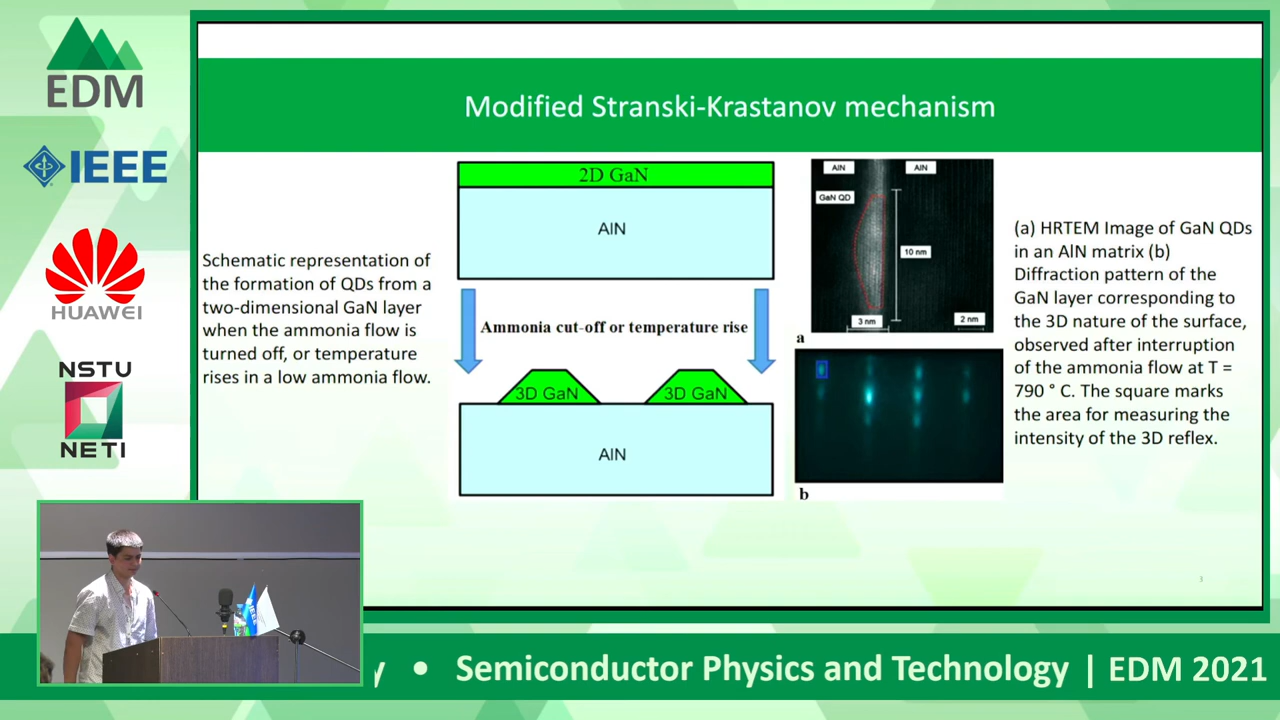 EDM
IEEE
HUAWEI
NSTU
NETI
Modified Stranski-Krastanov mechanism
Schematic representation of
the formation of QDs from a
two-dimensional GaN layer
when the ammonia flow is
turned off, or temperature
rises in a low ammonia flow.
2D GaN
AlN
Ammonia cut-off or temperature rise
3D GaN
3D GaN
AlN
AlN
AlN
GaN QD
10 nm
3 nm
2 nm
a
b
(a) HRTEM Image of GaN QDs
in an AlN matrix (b)
Diffraction pattern of the
GaN layer corresponding to
the 3D nature of the surface,
observed after interruption
of the ammonia flow at T =
790 ° C. The square marks
the area for measuring the
intensity of the 3D reflex.
3
IEEE
y • Semiconductor Physics and Technology | EDM 2021